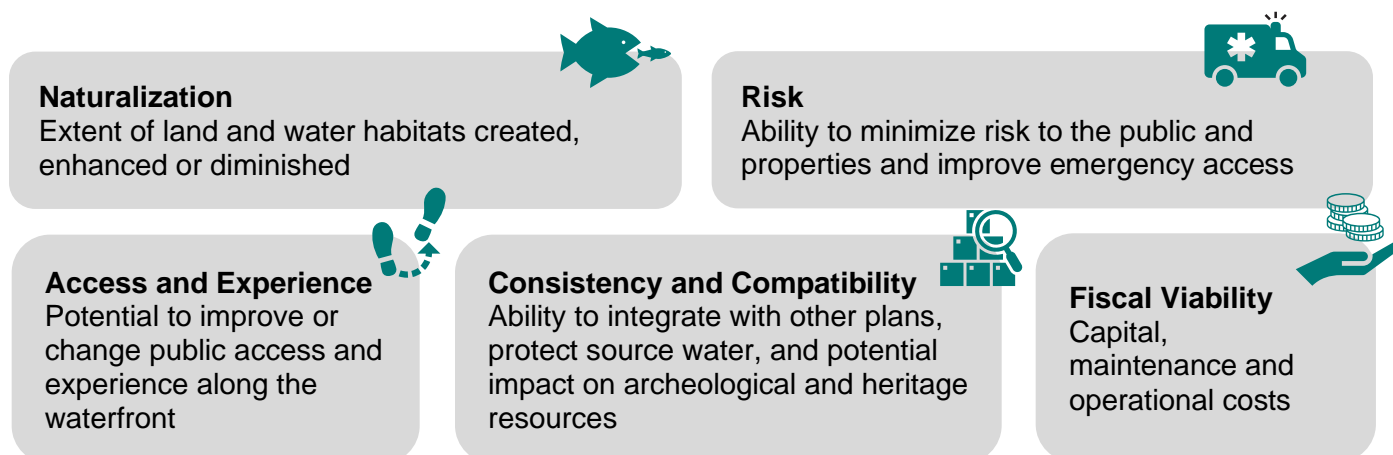 Naturalization
Extent of land and water habitats created,
enhanced or diminished
Risk
Ability to minimize risk to the public and
properties and improve emergency access
Access and Experience
Potential to improve or
change public access and
experience along the
waterfront
Consistency and Compatibility
Ability to integrate with other plans,
protect source water, and potential
impact on archeological and heritage
resources
Fiscal Viability
Capital,
maintenance and
operational costs